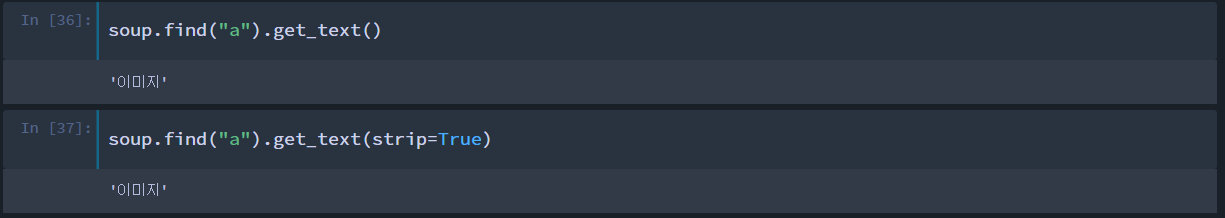 In [36]:
soup.find("a").get_text()
'이미지'
In [37]:
soup.find("a").get_text(strip=True)
'이미지'